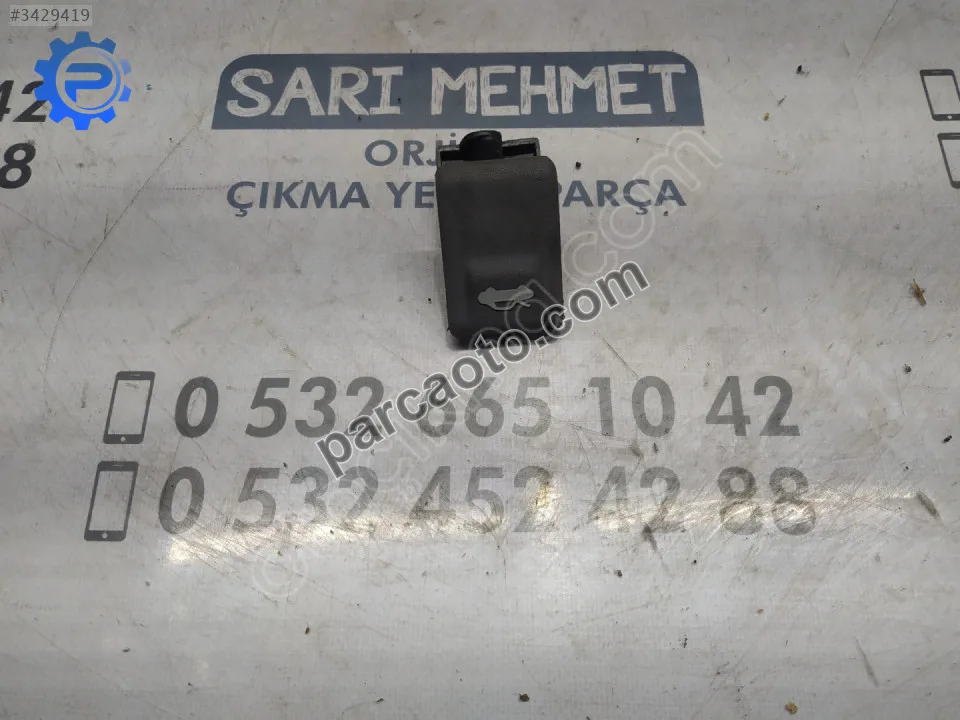 #3429419
P
SARI MEHMET
42
ORJİ
8
ÇIKMA YE PARÇA
parcaoto.com
0 532 665 10 42
0 532 452 42 88